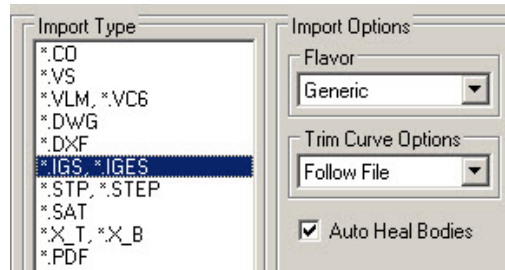 Import Type
*.CO
*.VS
*.VLM, *.VC6
*.DWG
*.DXF
*.IGS, *.IGES
*.STP, *.STEP
*.SAT
*.X_T, *.X_B
*.PDF
Import Options
Flavor
Generic
Trim Curve Options
Follow File
Auto Heal Bodies